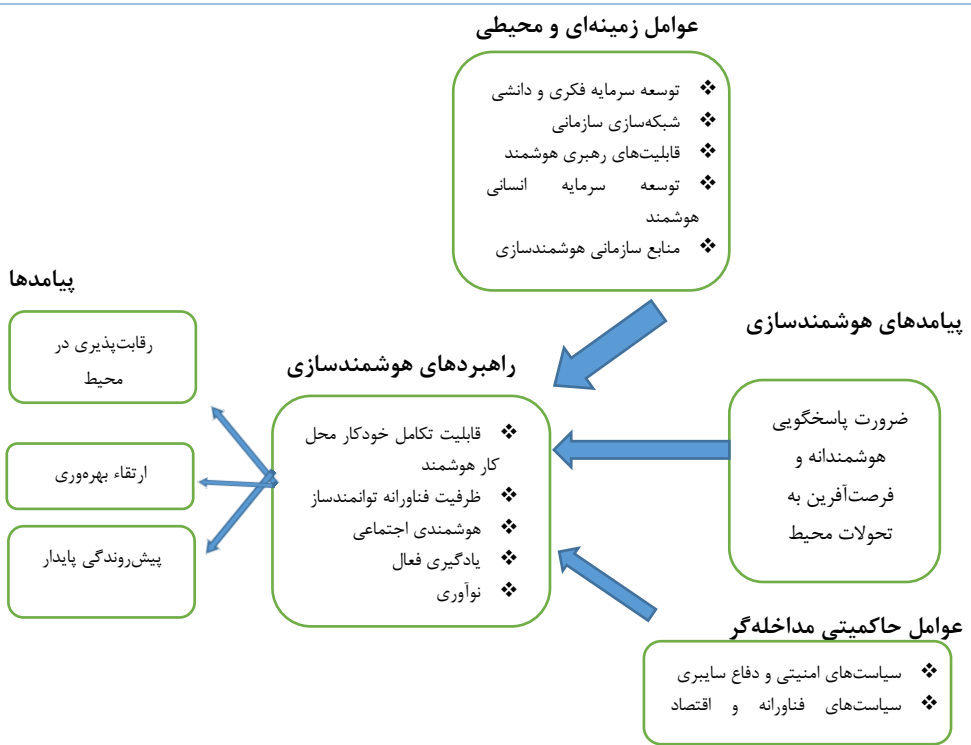 عوامل زمینه‌ای و محیطی
❖ توسعه سرمایه فکری و دانشی
❖ شبکه‌سازی سازمانی
❖ قابلیت‌های رهبری هوشمند
❖ توسعه سرمایه انسانی
هوشمند
❖ منابع سازمانی هوشمندسازی
پیامدهای هوشمندسازی
ضرورت پاسخگویی
هوشمندانه و
فرصت‌آفرین به
تحولات محیط
راهبردهای هوشمندسازی
❖ قابلیت تکامل خودکار محل
کار هوشمند
❖ ظرفیت فناورانه توانمندساز
❖ هوشمندی اجتماعی
❖ یادگیری فعال
❖ نوآوری
پیامدها
رقابت‌پذیری در
محیط
ارتقاء بهره‌وری
پیش‌روندگی پایدار
عوامل حاکمیتی مداخله‌گر
❖ سیاست‌های امنیتی و دفاع سایبری
❖ سیاست‌های فناورانه و اقتصاد